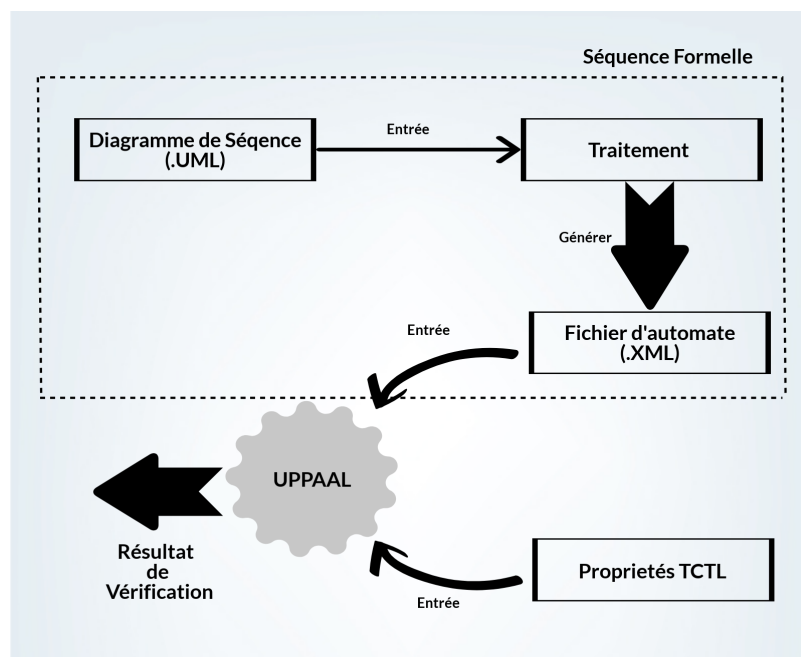 Séquence Formelle
Diagramme de Séqence
(.UML)
Entrée
Traitement
Générer
Fichier d'automate
(.XML)
Entrée
UPPAAL
Résultat
de
Vérification
Proprietés TCTL
Entrée